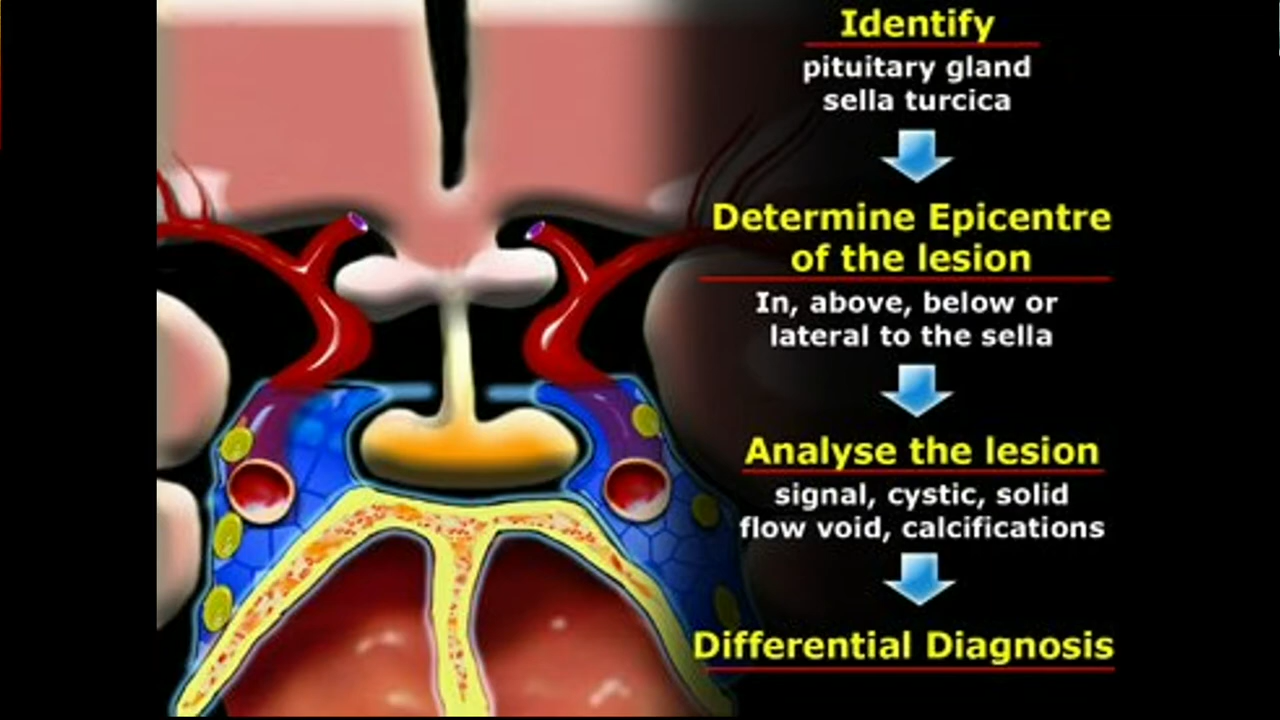 Identify
pituitary gland
sella turcica
Determine Epicentre
of the lesion
In, above, below or
lateral to the sella
Analyse the lesion
signal, cystic, solid
flow void, calcifications
Differential Diagnosis